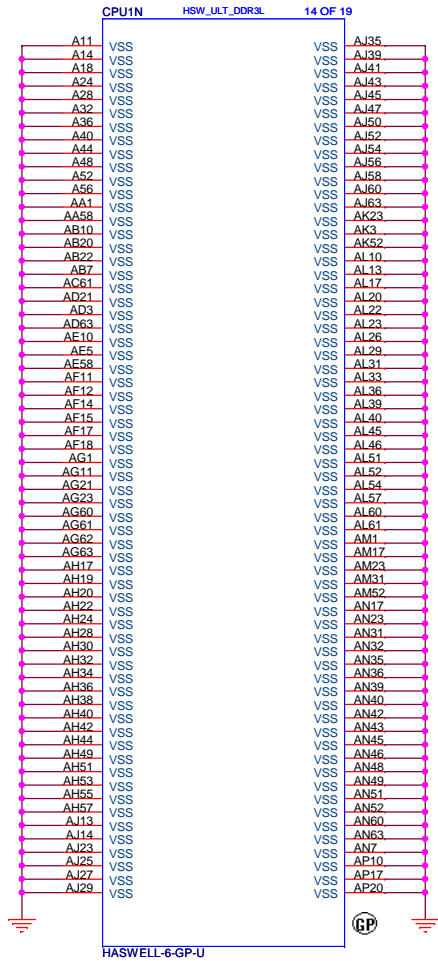 CPU1N HSW_ULT_DDR3L 14 OF 19
A11 VSS VSS AJ35
A14 VSS VSS AJ39
A18 VSS VSS AJ41
A24 VSS VSS AJ43
A28 VSS VSS AJ45
A32 VSS VSS AJ47
A36 VSS VSS AJ50
A40 VSS VSS AJ52
A44 VSS VSS AJ54
A48 VSS VSS AJ56
A52 VSS VSS AJ58
A56 VSS VSS AJ60
AA1 VSS VSS AJ63
AA58 VSS VSS AK23
AB10 VSS VSS AK3
AB20 VSS VSS AK52
AB22 VSS VSS AL10
AB7 VSS VSS AL13
AC61 VSS VSS AL17
AD21 VSS VSS AL20
AD3 VSS VSS AL22
AD63 VSS VSS AL23
AE10 VSS VSS AL26
AE5 VSS VSS AL29
AE58 VSS VSS AL31
AF11 VSS VSS AL33
AF12 VSS VSS AL36
AF14 VSS VSS AL39
AF15 VSS VSS AL40
AF17 VSS VSS AL45
AF18 VSS VSS AL46
AG1 VSS VSS AL51
AG11 VSS VSS AL52
AG21 VSS VSS AL54
AG23 VSS VSS AL57
AG60 VSS VSS AL60
AG61 VSS VSS AL61
AG62 VSS VSS AM1
AG63 VSS VSS AM17
AH17 VSS VSS AM23
AH19 VSS VSS AM31
AH20 VSS VSS AM52
AH22 VSS VSS AN17
AH24 VSS VSS AN23
AH28 VSS VSS AN31
AH30 VSS VSS AN32
AH32 VSS VSS AN35
AH34 VSS VSS AN36
AH36 VSS VSS AN39
AH38 VSS VSS AN40
AH40 VSS VSS AN42
AH42 VSS VSS AN43
AH44 VSS VSS AN45
AH49 VSS VSS AN46
AH51 VSS VSS AN48
AH53 VSS VSS AN49
AH55 VSS VSS AN51
AH57 VSS VSS AN52
AJ13 VSS VSS AN60
AJ14 VSS VSS AN63
AJ23 VSS VSS AN7
AJ25 VSS VSS AP10
AJ27 VSS VSS AP17
AJ29 VSS VSS AP20
GP
HASWELL-6-GP-U